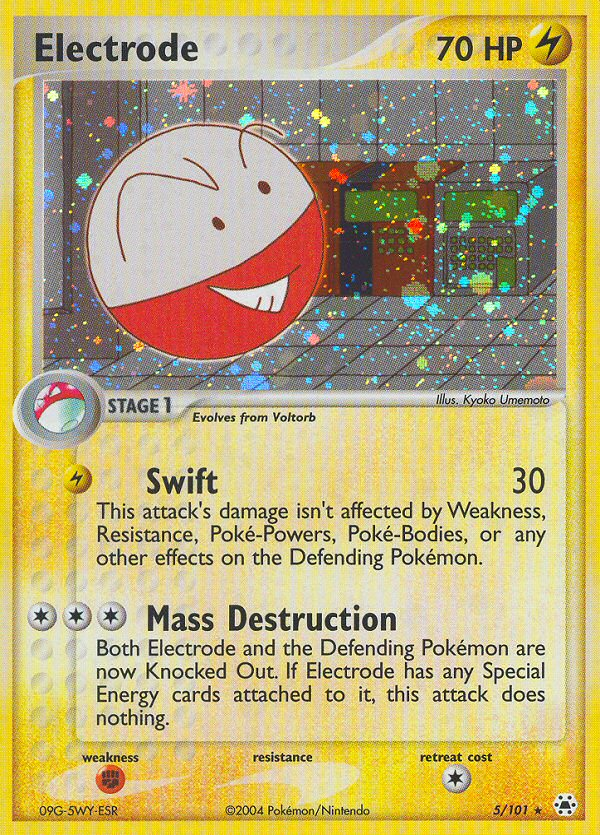 Electrode 70 HP
Illus. Kyoko Umemoto
STAGE 1
Evolves from Voltorb
Swift 30
This attack's damage isn't affected by Weakness,
Resistance, Poké-Powers, Poké-Bodies, or any
other effects on the Defending Pokémon.
Mass Destruction
Both Electrode and the Defending Pokémon are
now Knocked Out. If Electrode has any Special
Energy cards attached to it, this attack does
nothing.
weakness resistance retreat cost
09G-5WY-ESR ©2004 Pokémon/Nintendo 5/101 ★